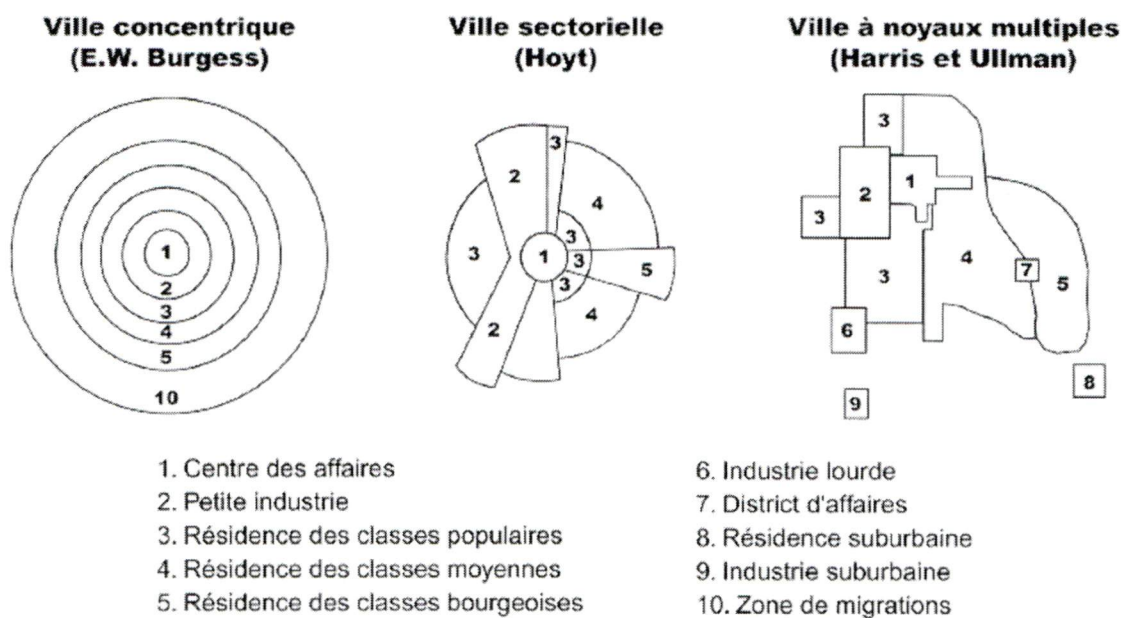 Ville concentrique
(E.W. Burgess)
1
2
3
4
5
10
Ville sectorielle
(Hoyt)
3
2
4
3
3
1
3
5
3
4
2
Ville à noyaux multiples
(Harris et Ullman)
3
1
2
3
4
7
3
5
6
8
9
1. Centre des affaires
2. Petite industrie
3. Résidence des classes populaires
4. Résidence des classes moyennes
5. Résidence des classes bourgeoises
6. Industrie lourde
7. District d'affaires
8. Résidence suburbaine
9. Industrie suburbaine
10. Zone de migrations